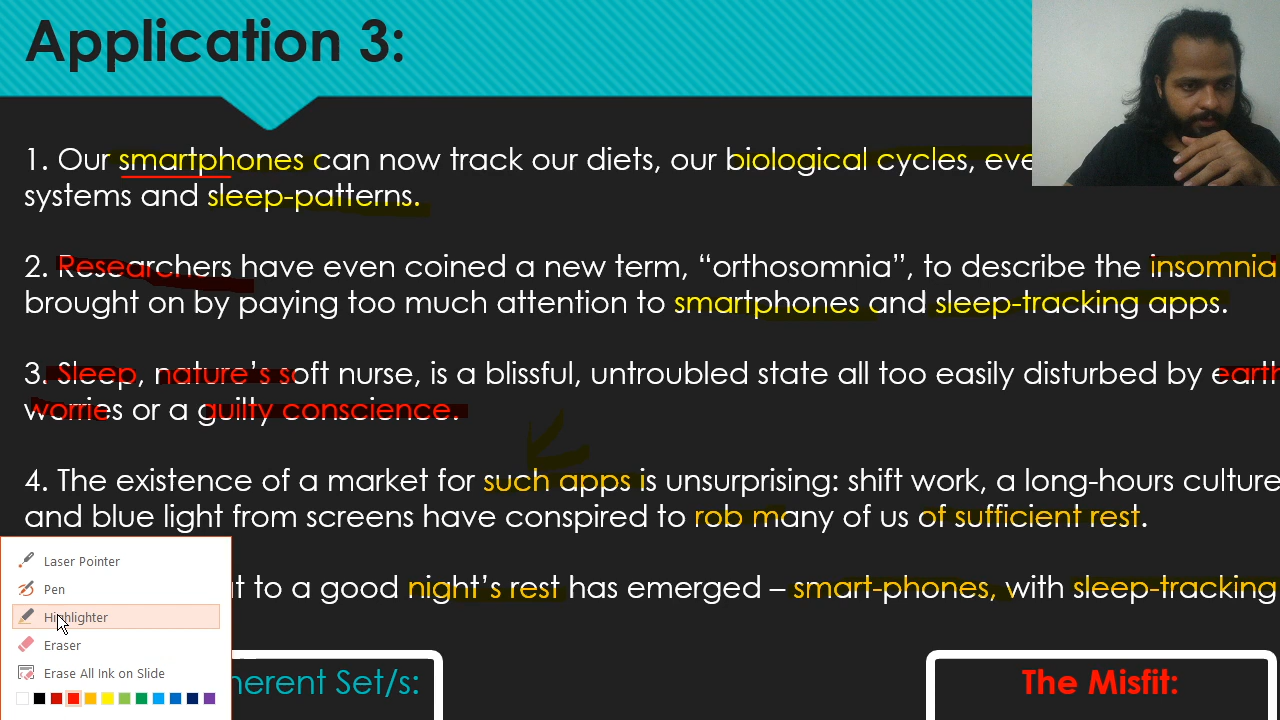 Application 3:
1. Our smartphones can now track our diets, our biological cycles, eve
systems and sleep-patterns.
2. Researchers have even coined a new term, “orthosomnia”, to describe the insomnia
brought on by paying too much attention to smartphones and sleep-tracking apps.
3. Sleep, nature’s soft nurse, is a blissful, untroubled state all too easily disturbed by earth
worries or a guilty conscience.
4. The existence of a market for such apps is unsurprising: shift work, a long-hours culture
and blue light from screens have conspired to rob many of us of sufficient rest.
t to a good night’s rest has emerged – smart-phones, with sleep-tracking
herent Set/s:
The Misfit:
Laser Pointer
Pen
Highlighter
Eraser
Erase All Ink on Slide